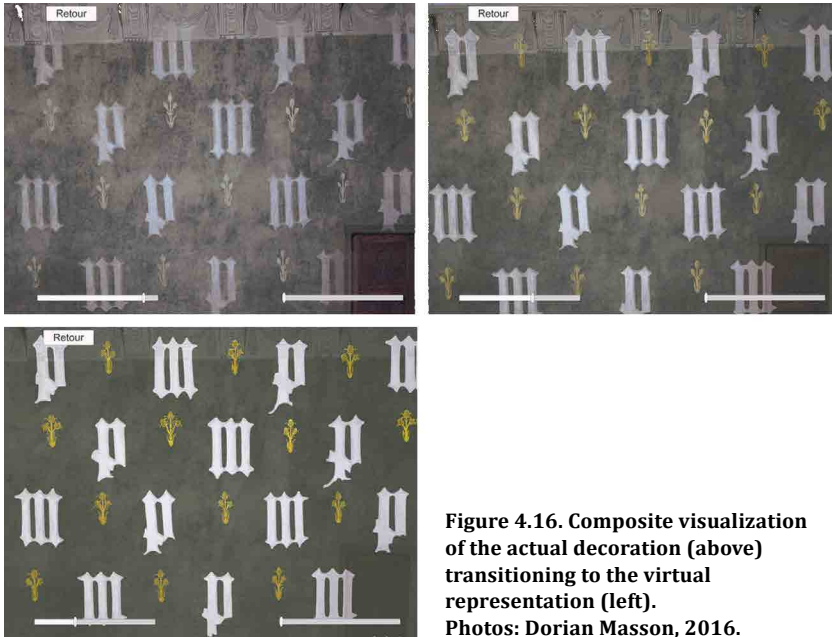 Retour
Retour
Retour
Figure 4.16. Composite visualization
of the actual decoration (above)
transitioning to the virtual
representation (left).
Photos: Dorian Masson, 2016.